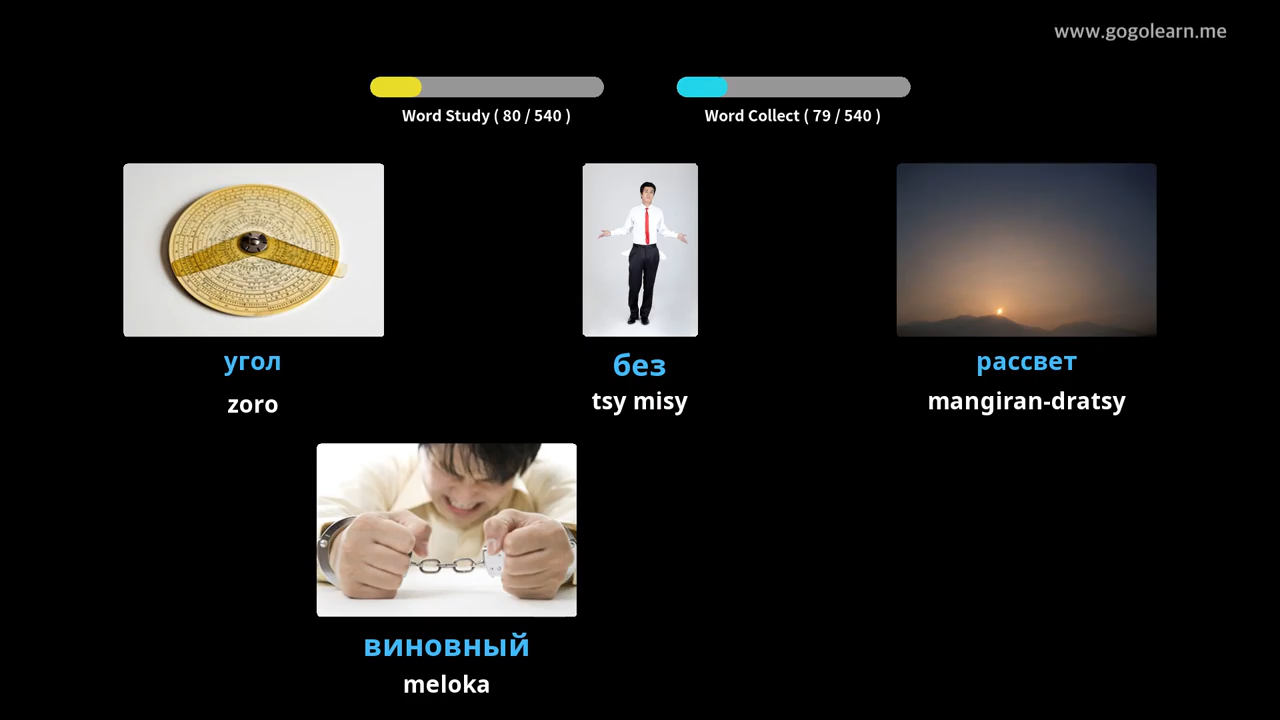 www.gogolearn.me
Word Study ( 80 / 540 )
Word Collect ( 79 / 540 )
угол
zoro
без
tsy misy
рассвет
mangiran-dratsy
виновный
meloka